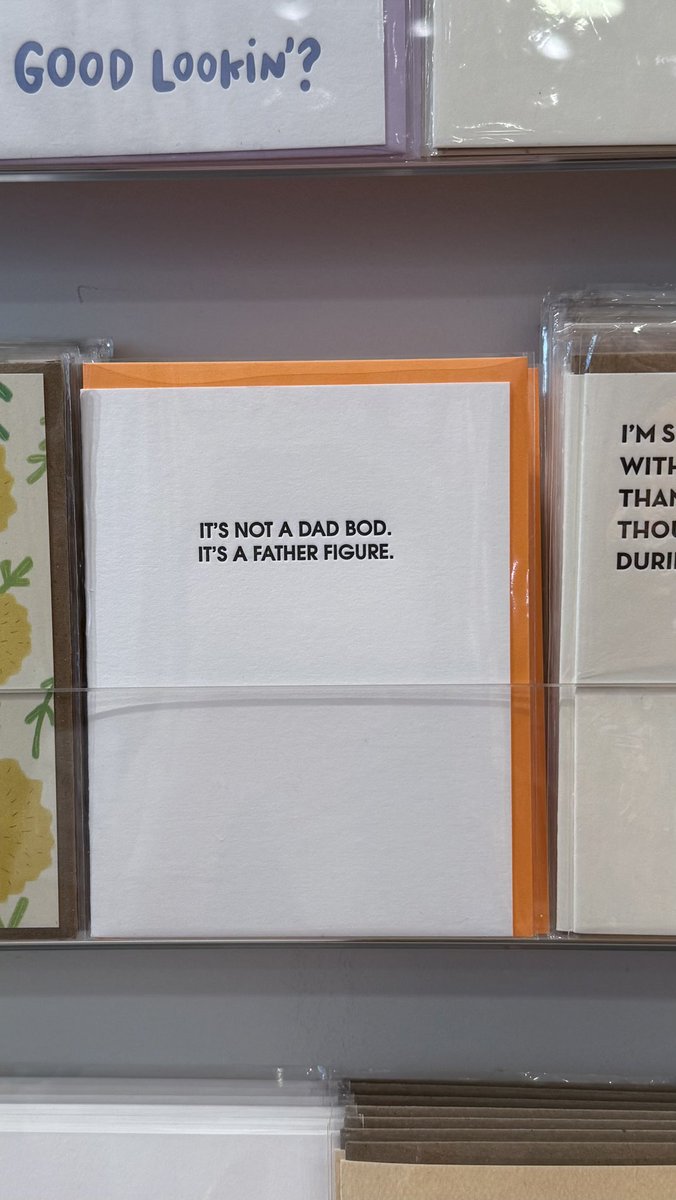 GOOD LOOKIN'?
IT'S NOT A DAD BOD.
IT'S A FATHER FIGURE.
I'M